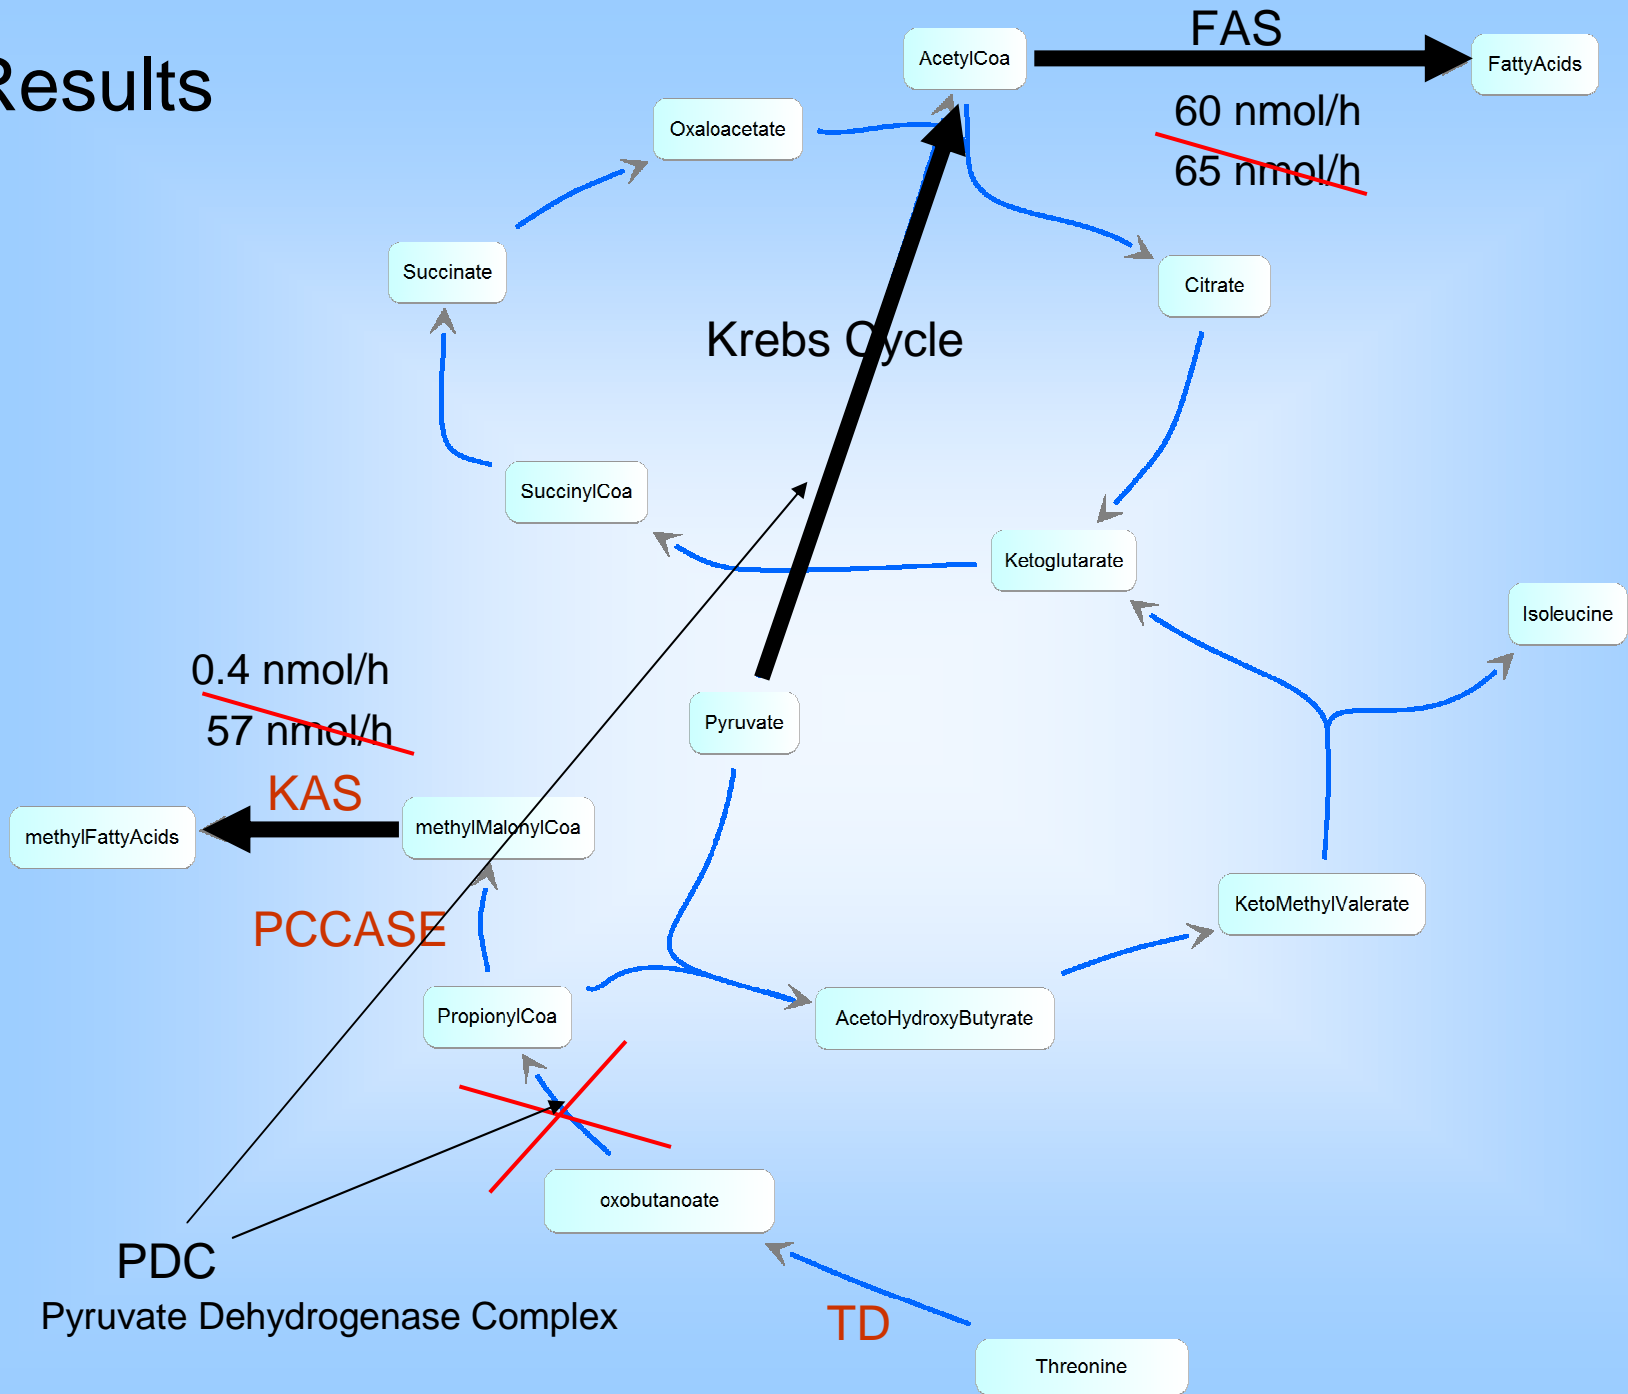 Results
FAS
AcetylCoa
FattyAcids
60 nmol/h
65 nmol/h
Oxaloacetate
Succinate
Citrate
Krebs Cycle
SuccinylCoa
Ketoglutarate
Isoleucine
0.4 nmol/h
57 nmol/h
Pyruvate
KAS
methylFattyAcids
methylMalonylCoa
PCCASE
KetoMethylValerate
PropionylCoa
AcetoHydroxyButyrate
oxobutanoate
PDC
Pyruvate Dehydrogenase Complex
TD
Threonine